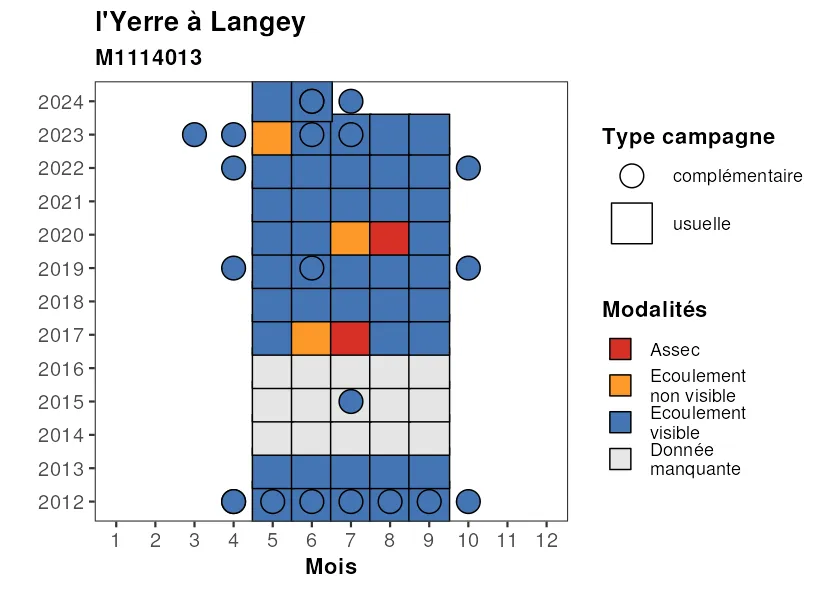 l'Yerre à Langey
M1114013
2024
2023
2022
2021
2020
2019
2018
2017
2016
2015
2014
2013
2012
1 2 3 4 5 6 7 8 9 10 11 12
Mois
Type campagne
complémentaire
usuelle
Modalités
Assec
Ecoulement
non visible
Ecoulement
visible
Donnée
manquante